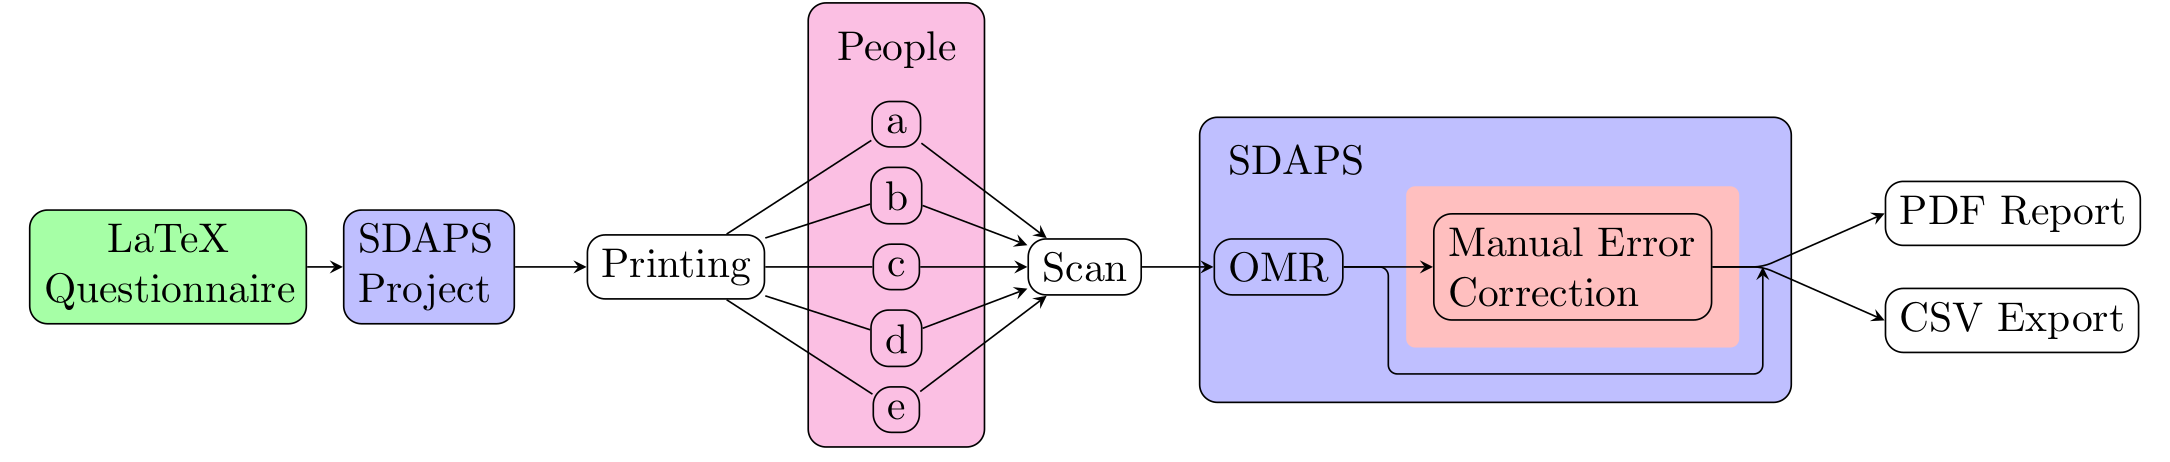 LaTeX
Questionnaire
SDAPS
Project
Printing
People
a
b
c
d
e
Scan
SDAPS
OMR
Manual Error
Correction
PDF Report
CSV Export